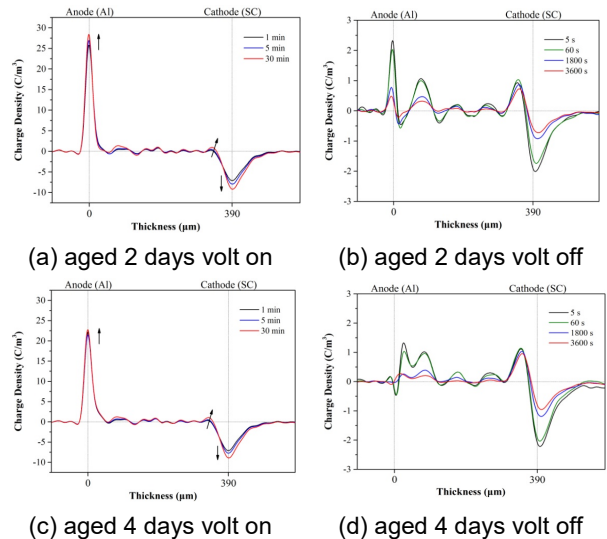 Anode (Al) Cathode (SC)
1 min
5 min
30 min
30
25
20
15
10
5
0
-5
-10
Charge Density (C/m³)
0 390
Thickness (µm)
(a) aged 2 days volt on
Anode (Al) Cathode (SC)
5 s
60 s
1800 s
3600 s
3
2
1
0
-1
-2
-3
Charge Density (C/m³)
0 390
Thickness (µm)
(b) aged 2 days volt off
Anode (Al) Cathode (SC)
1 min
5 min
30 min
30
25
20
15
10
5
0
-5
-10
Charge Density (C/m³)
0 390
Thickness (µm)
(c) aged 4 days volt on
Anode (Al) Cathode (SC)
5 s
60 s
1800 s
3600 s
3
2
1
0
-1
-2
-3
Charge Density (C/m³)
0 390
Thickness (µm)
(d) aged 4 days volt off